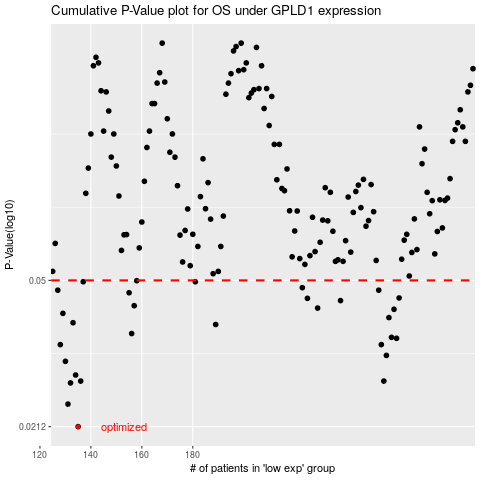 Cumulative P-Value plot for OS under GPLD1 expression
P-Value(log10)
0.05
0.0212
optimized
120 140 160 180
# of patients in 'low exp' group